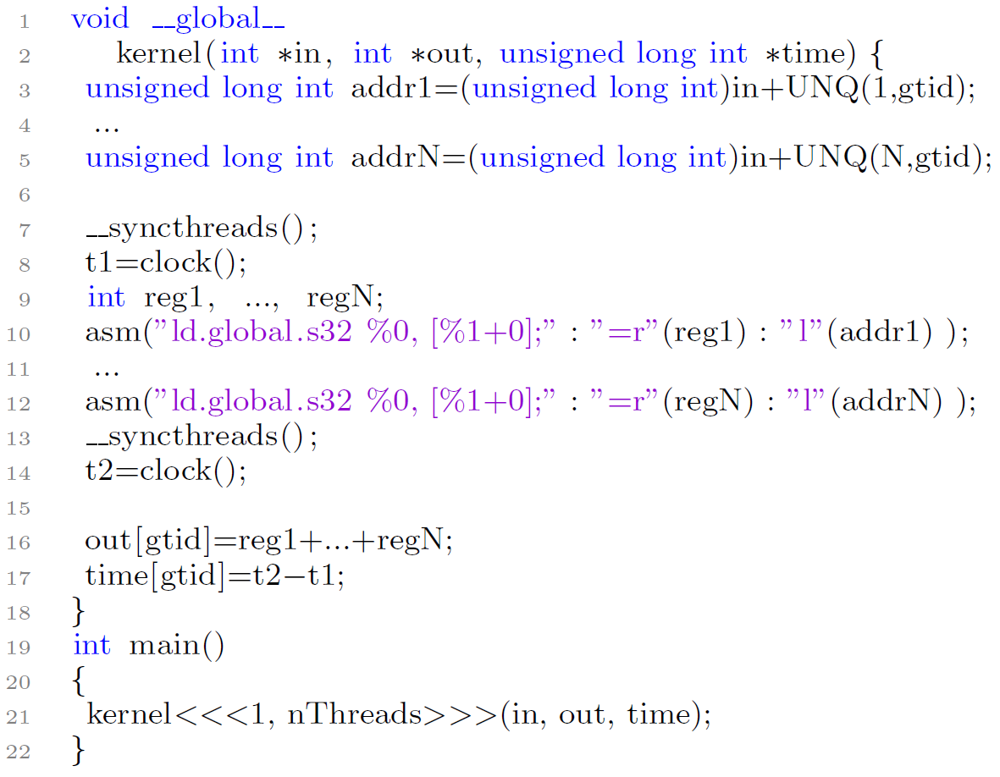 1 void __global__
2 kernel(int *in, int *out, unsigned long int *time) {
3 unsigned long int addr1=(unsigned long int)in+UNQ(1,gtid);
4 ...
5 unsigned long int addrN=(unsigned long int)in+UNQ(N,gtid);
6
7 __syncthreads();
8 t1=clock();
9 int reg1, ..., regN;
10 asm(”ld.global.s32 %0, [%1+0];” : ”=r”(reg1) : ”l”(addr1) );
11 ...
12 asm(”ld.global.s32 %0, [%1+0];” : ”=r”(regN) : ”l”(addrN) );
13 __syncthreads();
14 t2=clock();
15
16 out[gtid]=reg1+...+regN;
17 time[gtid]=t2−t1;
18 }
19 int main()
20 {
21 kernel<<<1, nThreads>>>(in, out, time);
22 }